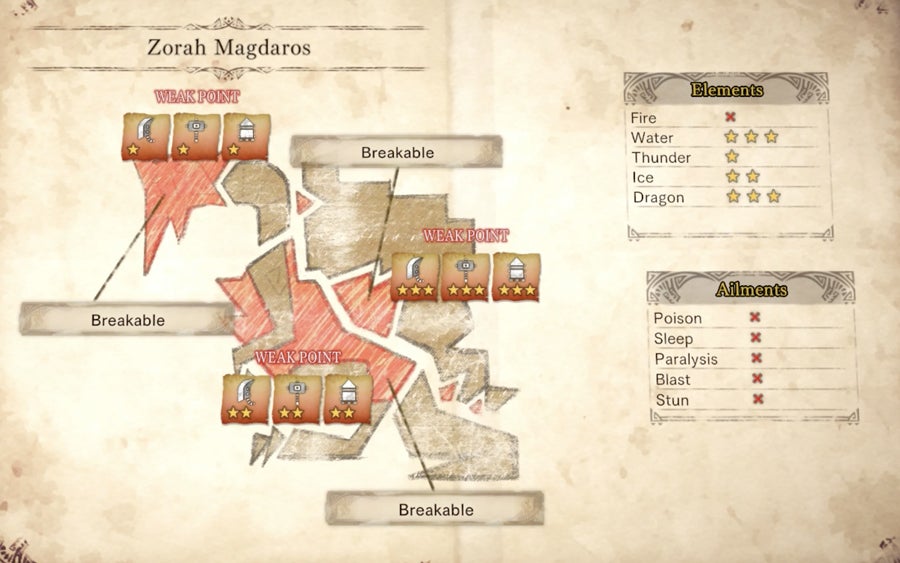 Zorah Magdaros
WEAK POINT
Breakable
WEAK POINT
Breakable
WEAK POINT
Breakable
Elements
Fire
Water
Thunder
Ice
Dragon
Ailments
Poison
Sleep
Paralysis
Blast
Stun